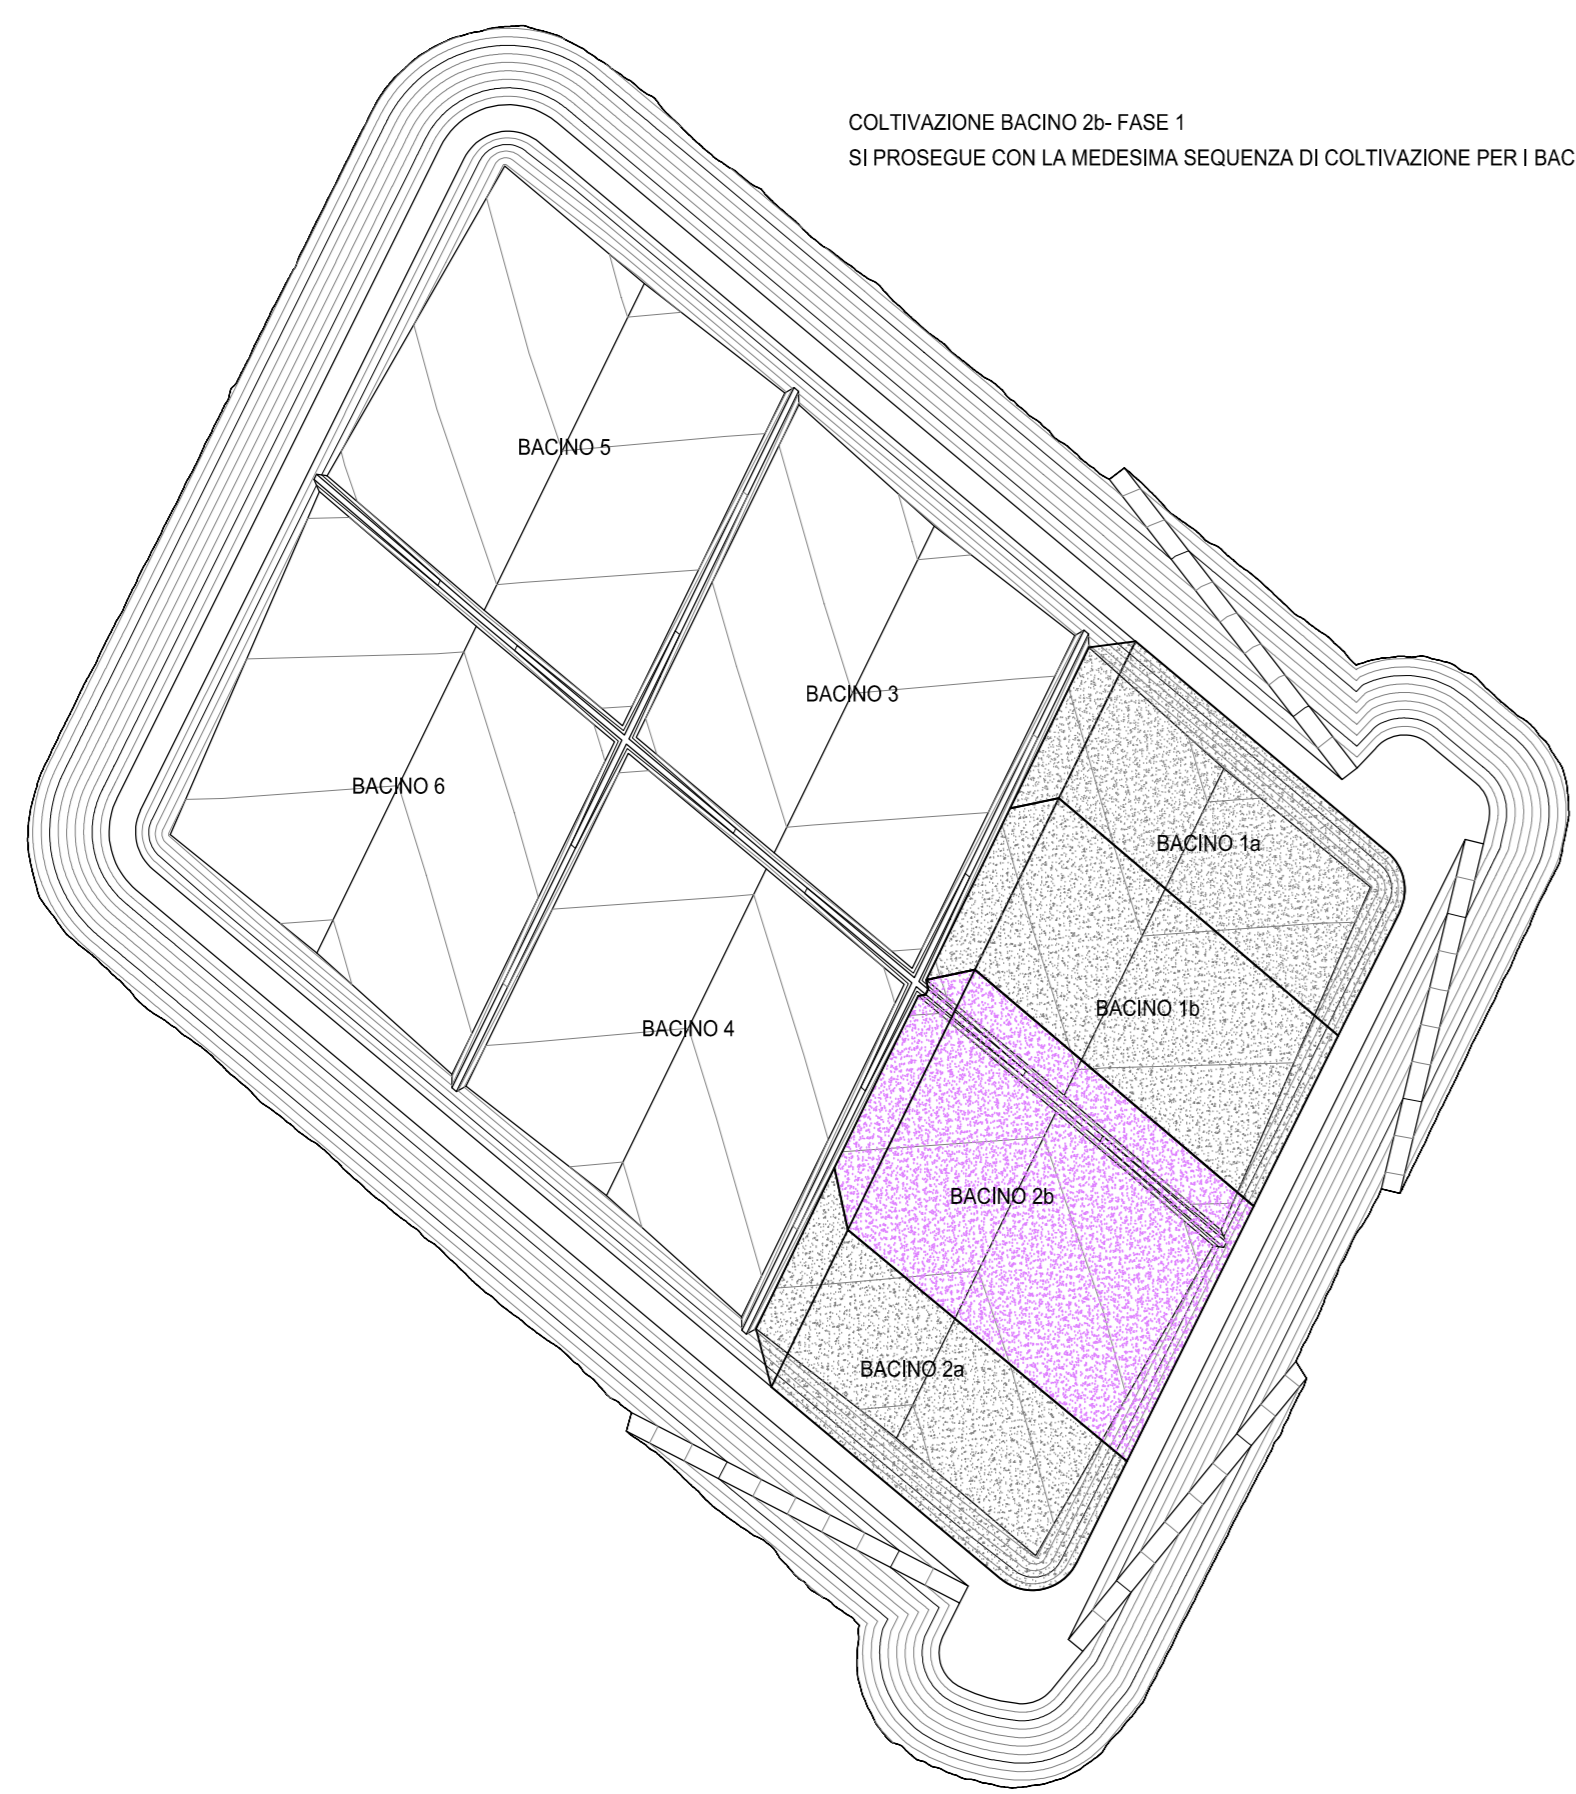 COLTIVAZIONE BACINO 2b- FASE 1
SI PROSEGUE CON LA MEDESIMA SEQUENZA DI COLTIVAZIONE PER I BAC
BACINO 5
BACINO 3
BACINO 6
BACINO 1a
BACINO 1b
BACINO 4
BACINO 2b
BACINO 2a